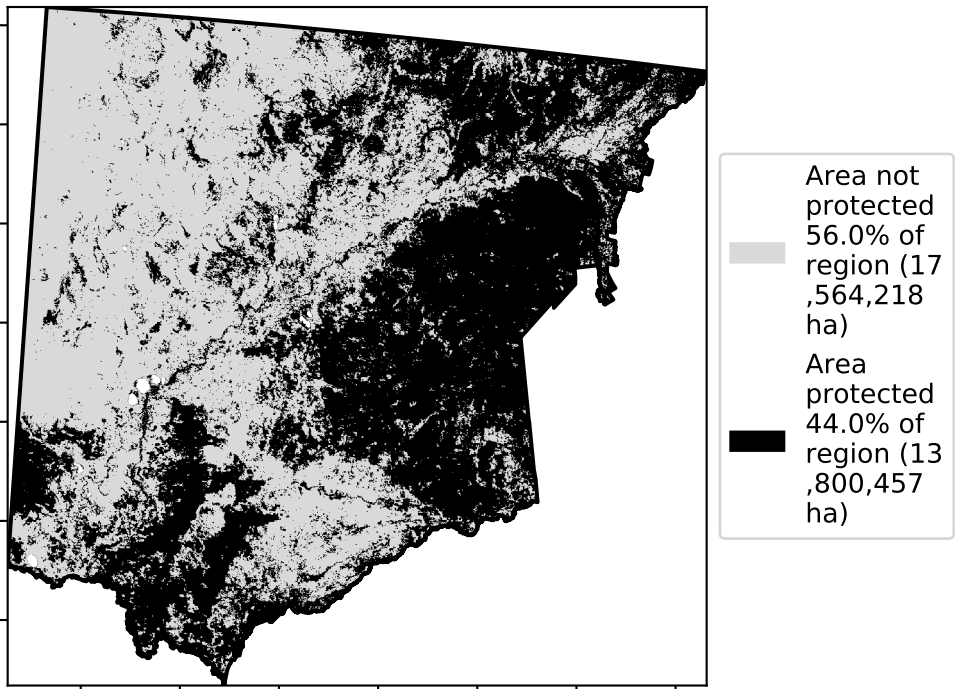 Area not
protected
56.0% of
region (17
,564,218
ha)
Area
protected
44.0% of
region (13
,800,457
ha)